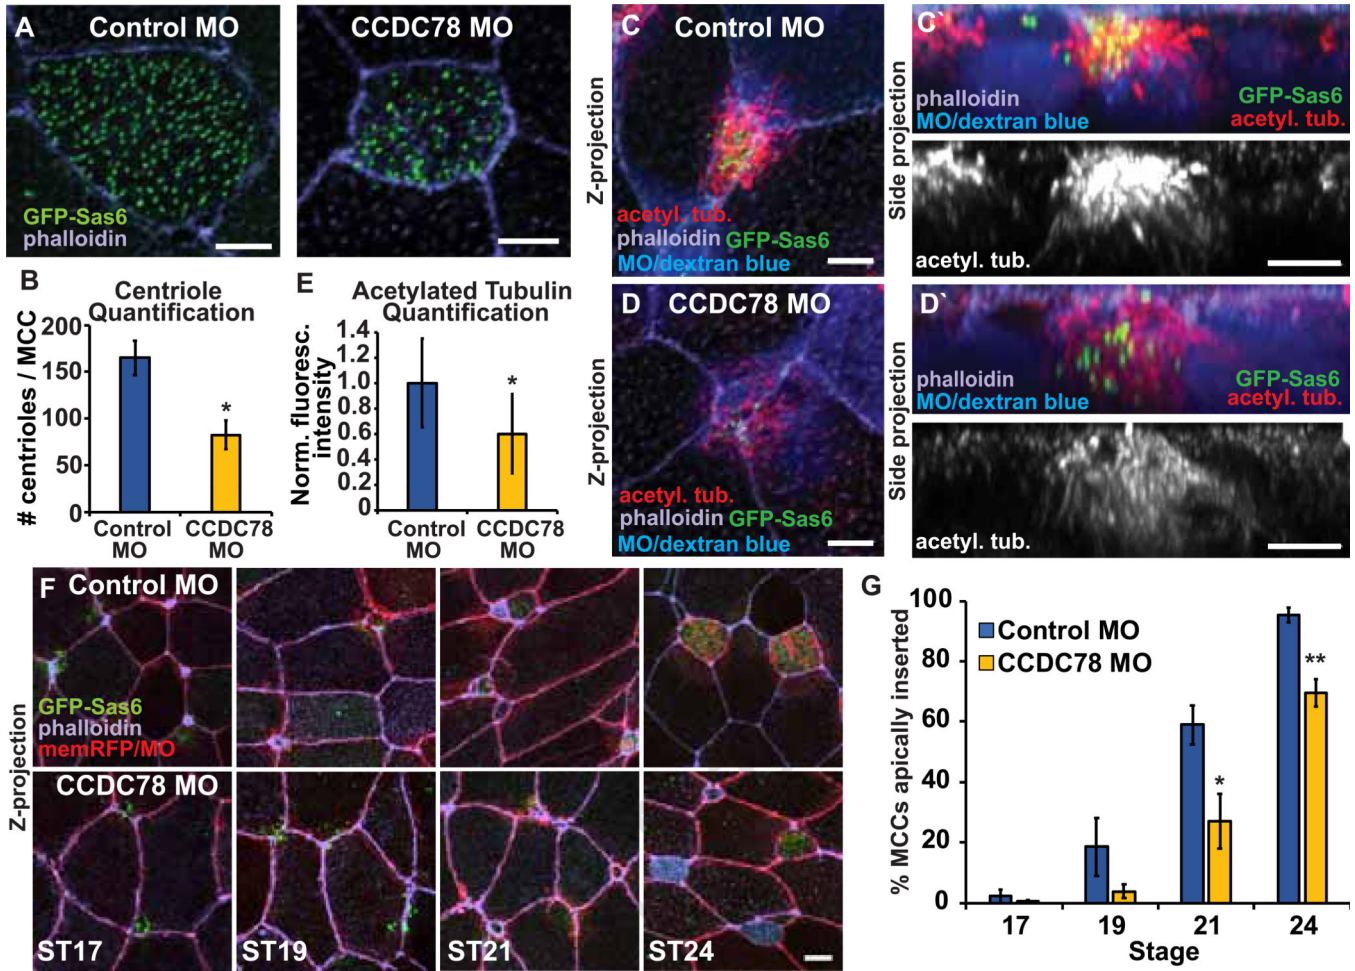 A
Control MO
GFP-Sas6
phalloidin
CCDC78 MO
B
Centriole
Quantification
# centrioles / MCC
200
150
100
50
0
*
Control
MO
CCDC78
MO
E
Acetylated Tubulin
Quantification
Norm. fluoresc.
intensity
1.4
1.2
1.0
0.8
0.6
0.4
0.2
0
*
Control
MO
CCDC78
MO
C
Control MO
Z-projection
acetyl. tub.
phalloidin GFP-Sas6
MO/dextran blue
C`
Side projection
phalloidin
MO/dextran blue
GFP-Sas6
acetyl. tub.
acetyl. tub.
D
CCDC78 MO
Z-projection
acetyl. tub.
phalloidin GFP-Sas6
MO/dextran blue
D`
Side projection
phalloidin
MO/dextran blue
GFP-Sas6
acetyl. tub.
acetyl. tub.
F
Control MO
GFP-Sas6
phalloidin
memRFP/MO
Z-projection
CCDC78 MO
ST17
ST19
ST21
ST24
G
% MCCs apically inserted
100
80
60
40
20
0
Control MO
CCDC78 MO
*
**
17
19
21
24
Stage